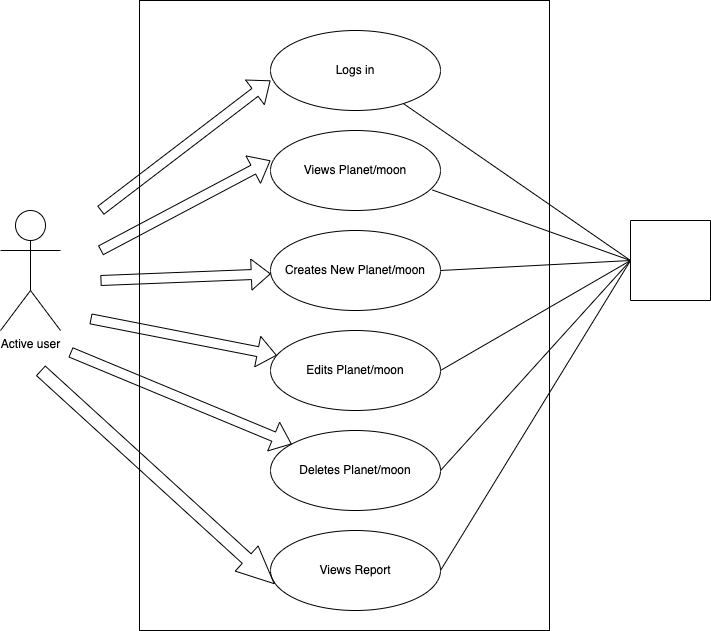 Logs in
Views Planet/moon
Creates New Planet/moon
Active user
Edits Planet/moon
Deletes Planet/moon
Views Report